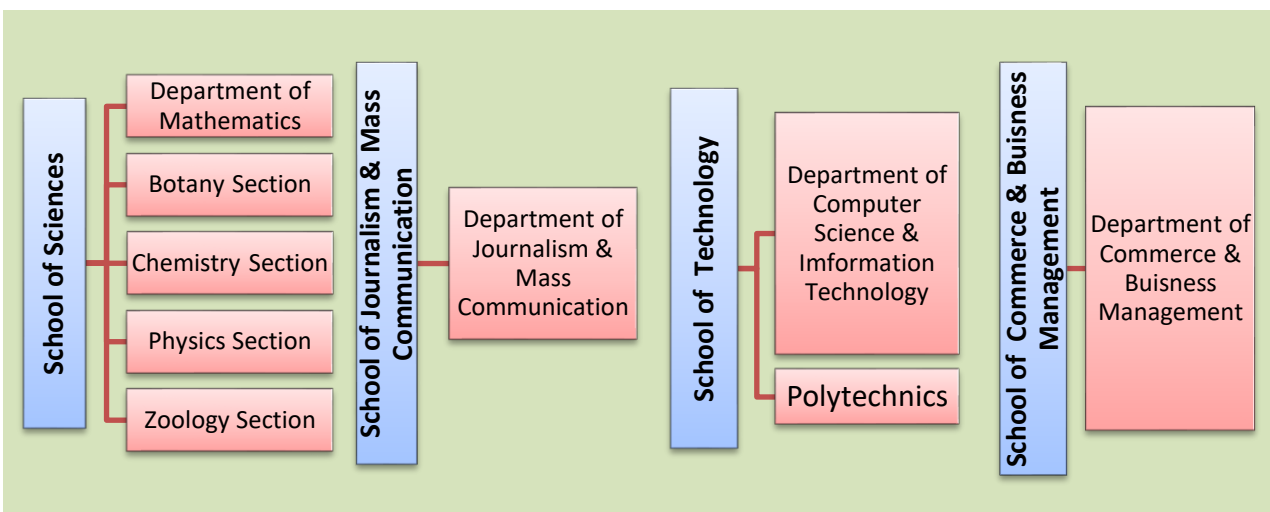 School of Sciences
Department of
Mathematics
Botany Section
Chemistry Section
Physics Section
Zoology Section
School of Journalism & Mass
Communication
Department of
Journalism &
Mass
Communication
School of  Technology
Department of
Computer
Science &
Imformation
Technology
Polytechnics
School of  Commerce & Buisness
Management
Department of
Commerce &
Buisness
Management